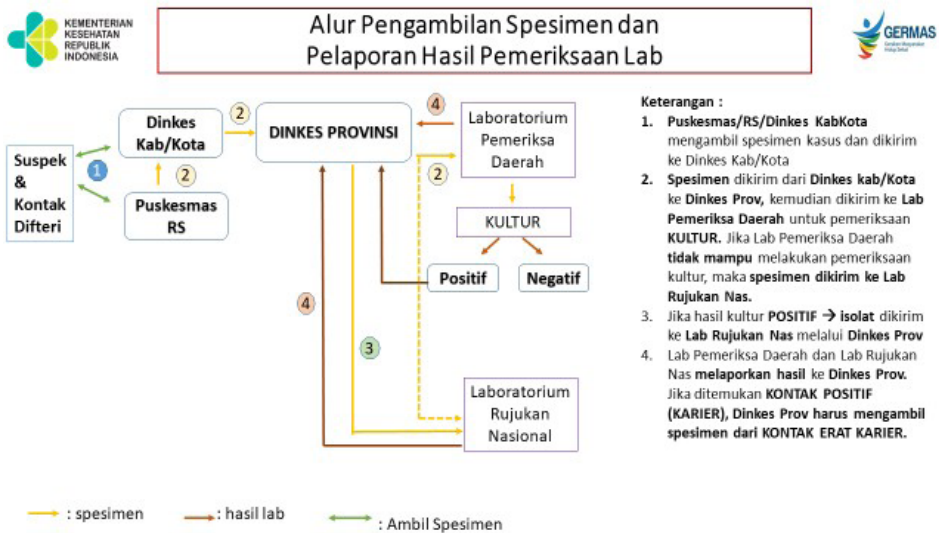 KEMENTERIAN
KESEHATAN
REPUBLIK
INDONESIA
Alur Pengambilan Spesimen dan
Pelaporan Hasil Pemeriksaan Lab
GERMAS
Gerakan Masyarakat
Hidup Sehat
Suspek
&
Kontak
Difteri
1
Dinkes
Kab/Kota
2
Puskesmas
RS
2
DINKES PROVINSI
4
Laboratorium
Pemeriksa
Daerah
2
KULTUR
Positif
Negatif
4
3
Laboratorium
Rujukan
Nasional
Keterangan :
1. Puskesmas/RS/Dinkes KabKota
mengambil spesimen kasus dan dikirim
ke Dinkes Kab/Kota
2. Spesimen dikirim dari Dinkes kab/Kota
ke Dinkes Prov, kemudian dikirim ke Lab
Pemeriksa Daerah untuk pemeriksaan
KULTUR. Jika Lab Pemeriksa Daerah
tidak mampu melakukan pemeriksaan
kultur, maka spesimen dikirim ke Lab
Rujukan Nas.
3. Jika hasil kultur POSITIF → isolat dikirim
ke Lab Rujukan Nas melalui Dinkes Prov
4. Lab Pemeriksa Daerah dan Lab Rujukan
Nas melaporkan hasil ke Dinkes Prov.
Jika ditemukan KONTAK POSITIF
(KARIER), Dinkes Prov harus mengambil
spesimen dari KONTAK ERAT KARIER.
: spesimen
: hasil lab
: Ambil Spesimen